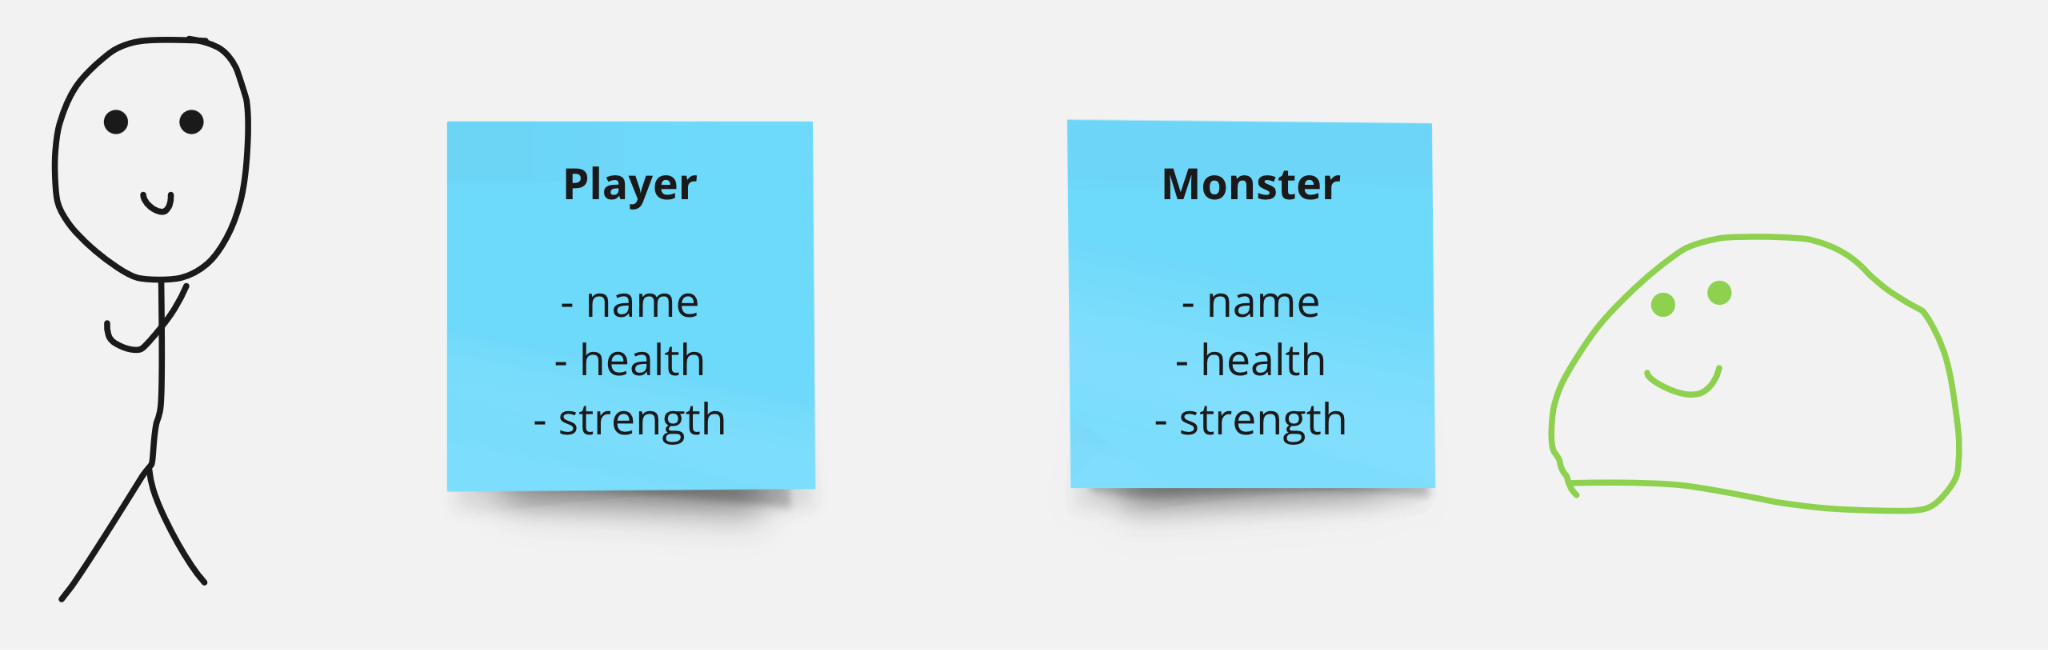 Player
- name
- health
- strength
Monster
- name
- health
- strength